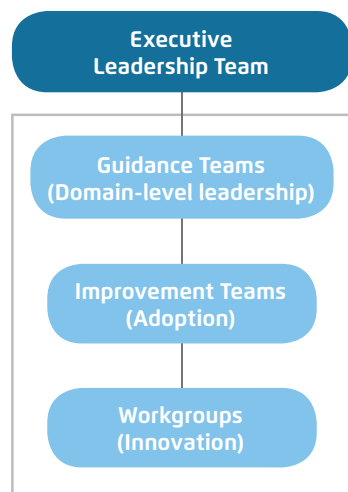 Executive
Leadership Team
Guidance Teams
(Domain-level leadership)
Improvement Teams
(Adoption)
Workgroups
(Innovation)